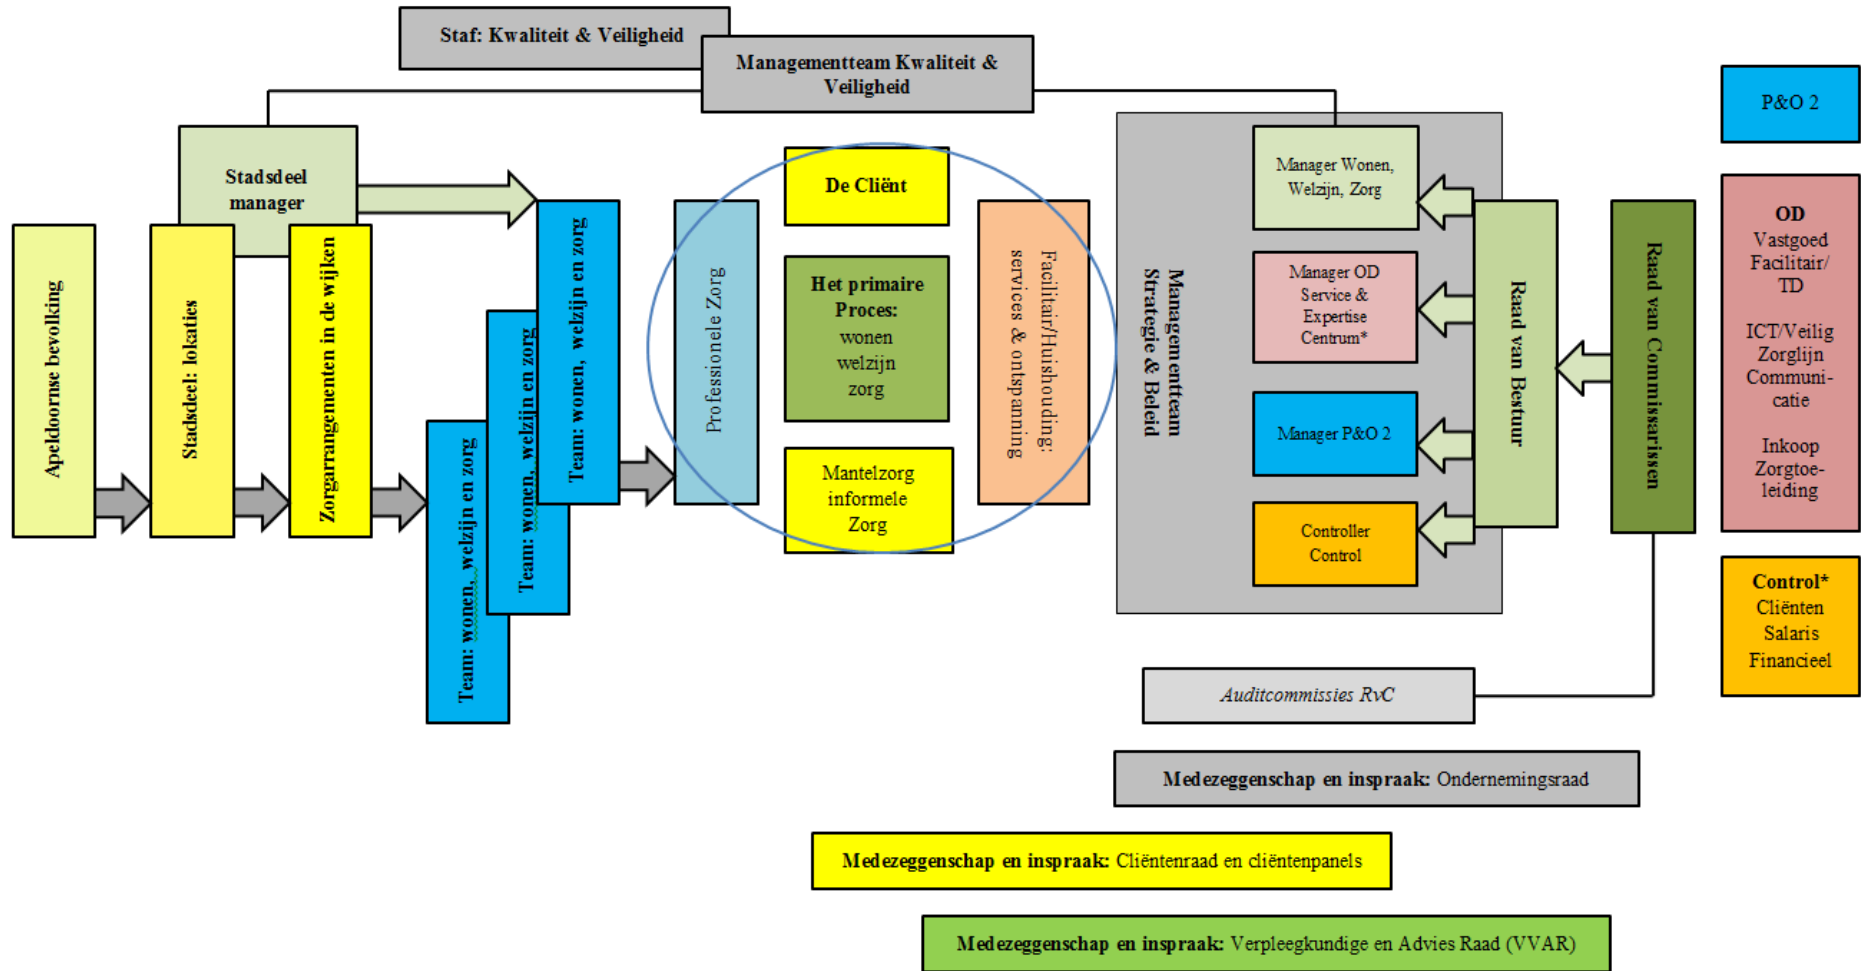 Staf: Kwaliteit & Veiligheid
Managementteam Kwaliteit &
Veiligheid
Stadsdeel
manager
Apeldoornse bevolking
Stadsdeel: lokaties
Zorgarrangementen in de wijken
Team: wonen, welzijn en zorg
Team: wonen, welzijn en zorg
Team: wonen, welzijn en zorg
Professionele Zorg
De Cliënt
Het primaire
Proces:
wonen
welzijn
zorg
Mantelzorg
informele
Zorg
Facilitair/Huishouding:
services & ontspanning
Managementteam
Strategie & Beleid
Manager Wonen,
Welzijn, Zorg
Manager OD
Service &
Expertise
Centrum*
Manager P&O 2
Controller
Control
Raad van Bestuur
Raad van Commissarissen
P&O 2
OD
Vastgoed
Facilitair/
TD
ICT/Veilig
Zorglijn
Communi-
catie
Inkoop
Zorgtoe-
leiding
Control*
Cliënten
Salaris
Financieel
Auditcommissies RvC
Medezeggenschap en inspraak: Ondernemingsraad
Medezeggenschap en inspraak: Cliëntenraad en cliëntenpanels
Medezeggenschap en inspraak: Verpleegkundige en Advies Raad (VVAR)